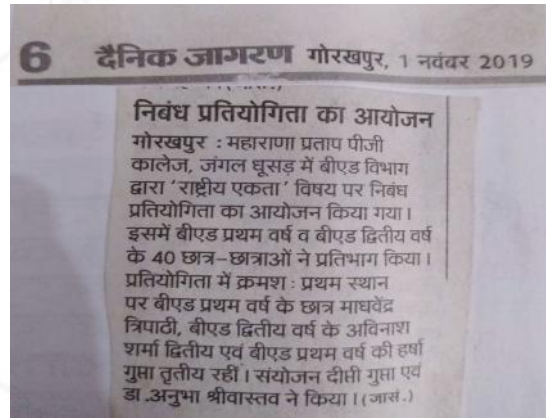 6 दैनिक जागरण गोरखपुर, 1 नवंबर 2019
निबंध प्रतियोगिता का आयोजन
गोरखपुर : महाराणा प्रताप पीजी
कालेज, जंगल धूसड़ में बीएड विभाग
द्वारा 'राष्ट्रीय एकता' विषय पर निबंध
प्रतियोगिता का आयोजन किया गया।
इसमें बीएड प्रथम वर्ष व बीएड द्वितीय वर्ष
के 40 छात्र-छात्राओं ने प्रतिभाग किया।
प्रतियोगिता में क्रमश: प्रथम स्थान
पर बीएड प्रथम वर्ष के छात्र माधवेंद्र
त्रिपाठी, बीएड द्वितीय वर्ष के अविनाश
शर्मा द्वितीय एवं बीएड प्रथम वर्ष की हर्षा
गुप्ता तृतीय रहीं। संयोजन दीप्ती गुप्ता एवं
डा.अनुभा श्रीवास्तव ने किया।(जासं.)